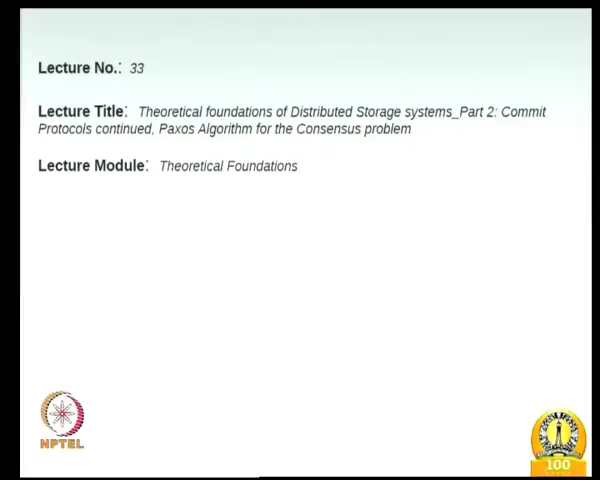 Lecture No.: 33
Lecture Title: Theoretical foundations of Distributed Storage systems_Part 2: Commit
Protocols continued, Paxos Algorithm for the Consensus problem
Lecture Module: Theoretical Foundations
NPTEL
100